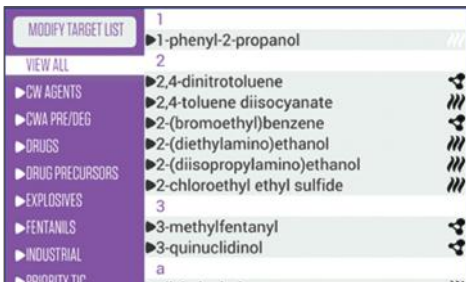 MODIFY TARGET LIST
VIEW ALL
▶CW AGENTS
▶CWA PRE/DEG
▶DRUGS
▶DRUG PRECURSORS
▶EXPLOSIVES
▶FENTANILS
▶INDUSTRIAL
▶PRIORITY TIC
1
▶1-phenyl-2-propanol
2
▶2,4-dinitrotoluene
▶2,4-toluene diisocyanate
▶2-(bromoethyl)benzene
▶2-(diethylamino)ethanol
▶2-(diisopropylamino)ethanol
▶2-chloroethyl ethyl sulfide
3
▶3-methylfentanyl
▶3-quinuclidinol
a